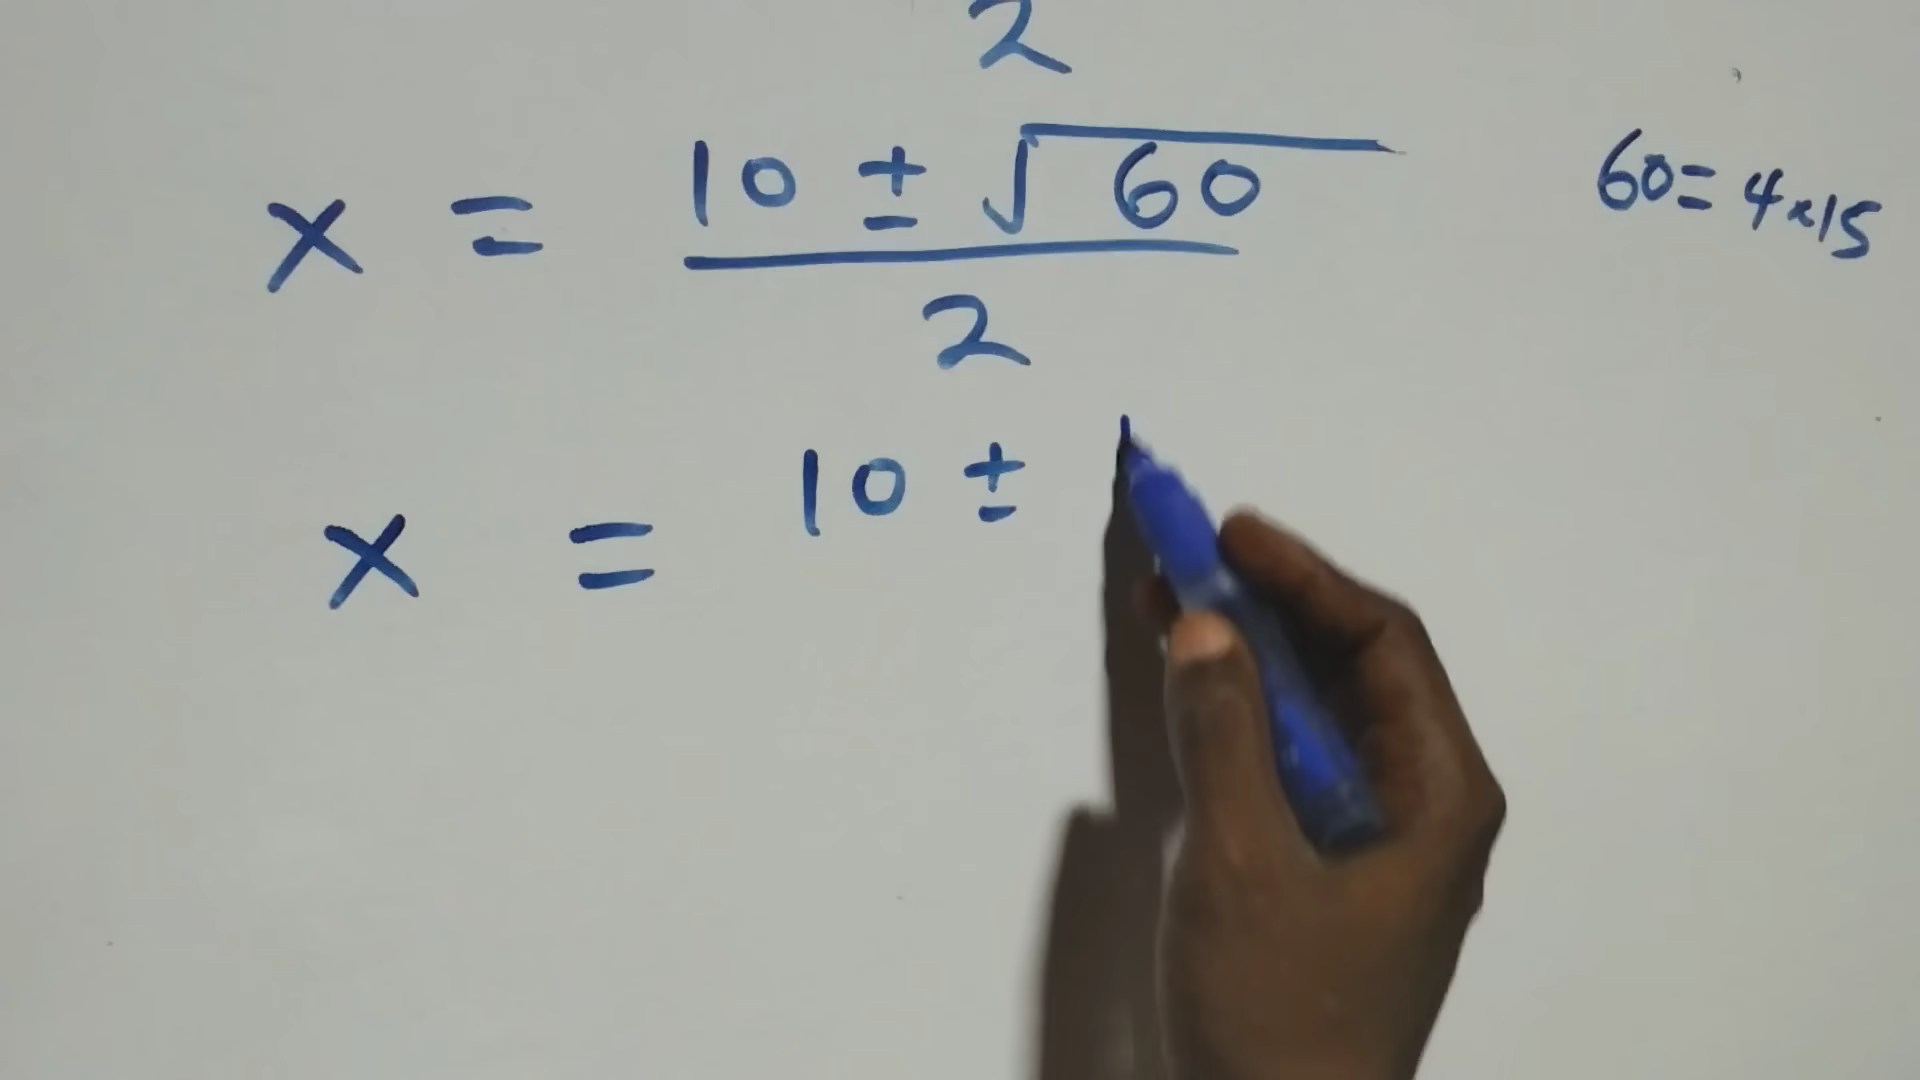 2
x = 10 ± √60 / 2
60 = 4×15
x = 10 ±